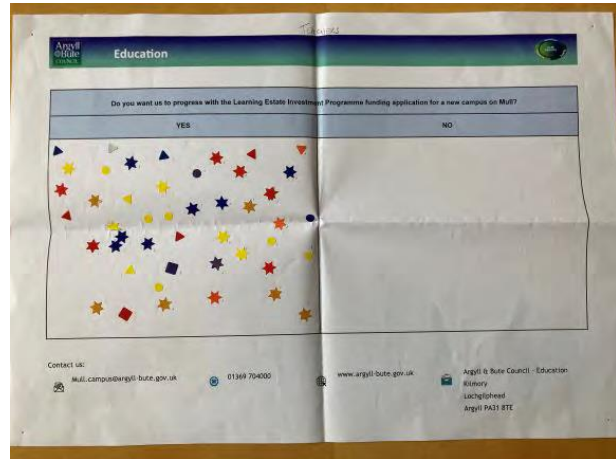 Teachers
Argyll
&Bute
COUNCIL
Education
Do you want us to progress with the Learning Estate Investment Programme funding application for a new campus on Mull?
YES
NO
Contact us:
Mull.campus@argyll-bute.gov.uk
01369 704000
www.argyll-bute.gov.uk
Argyll & Bute Council - Education
Kilmory
Lochgilphead
Argyll PA31 8TE